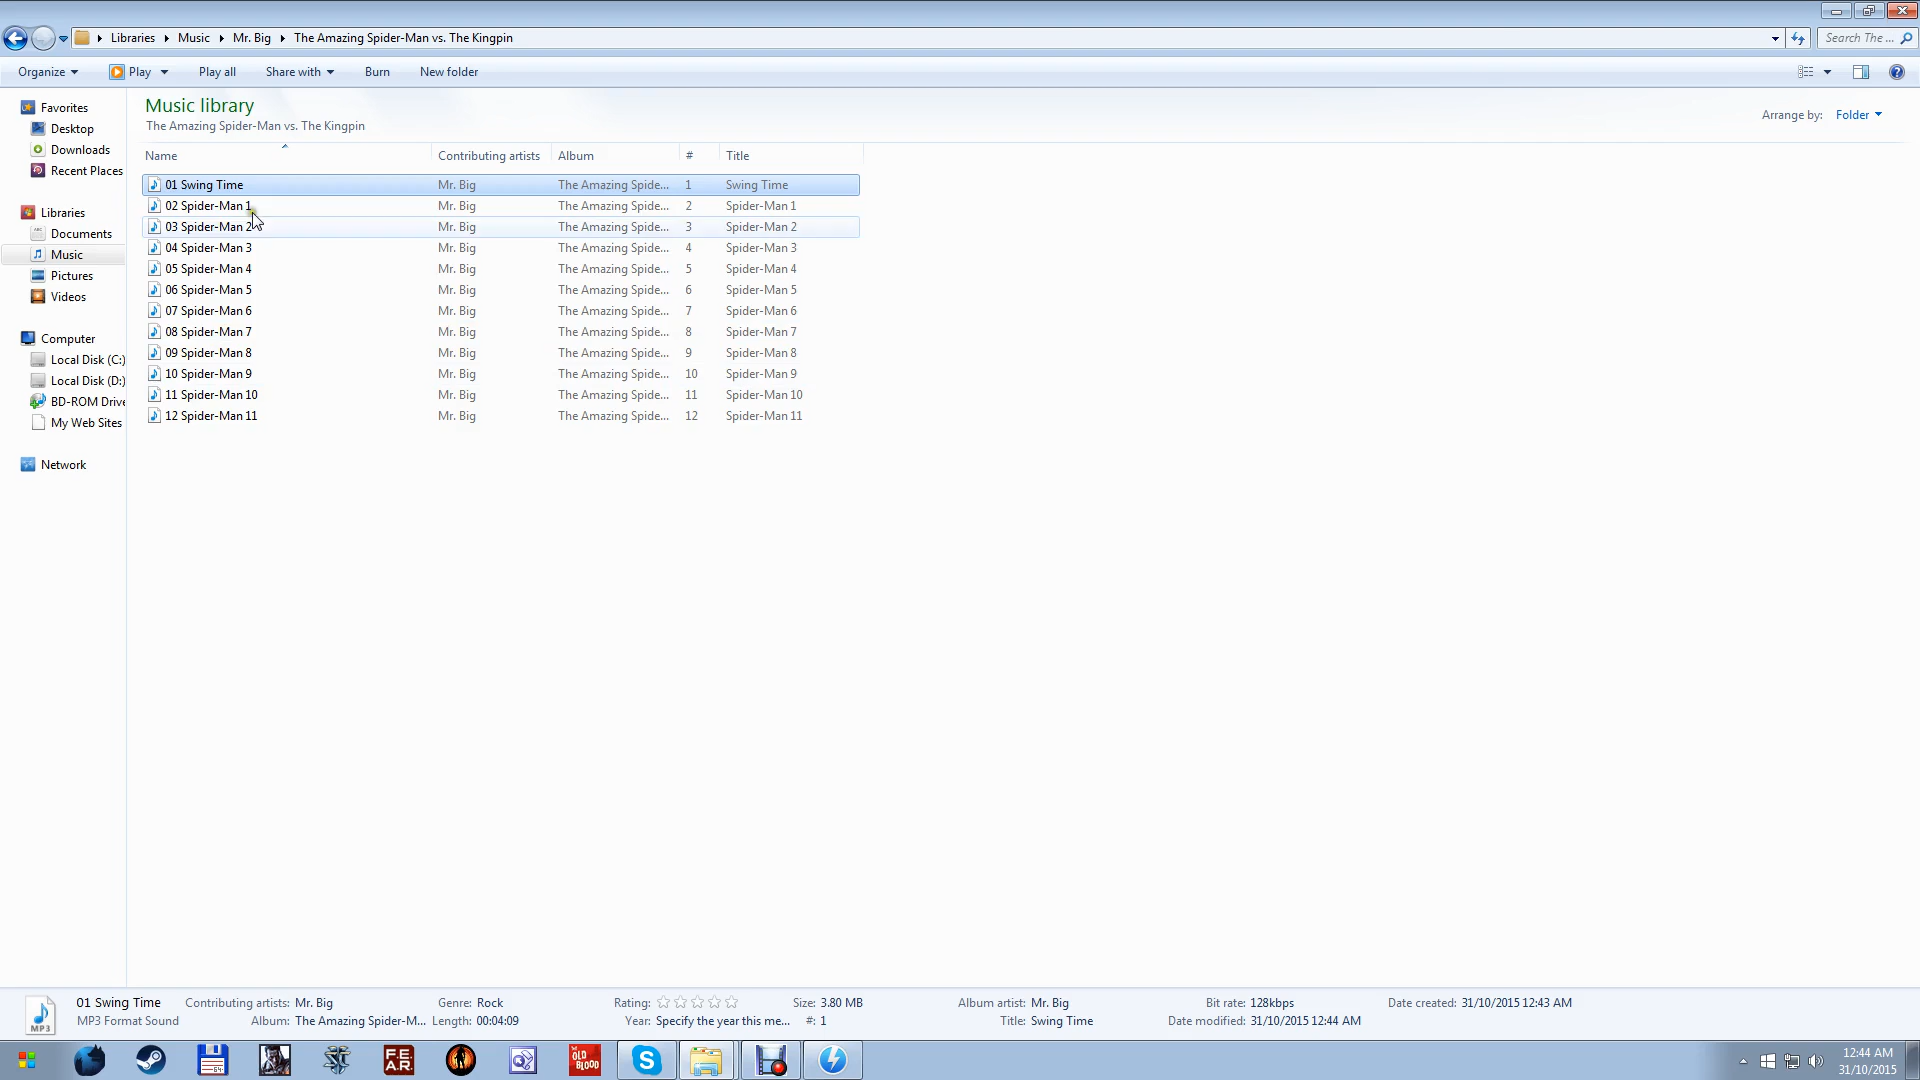 Libraries Music Mr. Big The Amazing Spider-Man vs. The Kingpin Search The ...
Organize Play Play all Share with Burn New folder
Music library
The Amazing Spider-Man vs. The Kingpin
Arrange by: Folder
Favorites
Desktop
Downloads
Recent Places
Libraries
Documents
Music
Pictures
Videos
Computer
Local Disk (C:)
Local Disk (D:)
BD-ROM Drive
My Web Sites
Network
Name Contributing artists Album # Title
01 Swing Time Mr. Big The Amazing Spide... 1 Swing Time
02 Spider-Man 1 Mr. Big The Amazing Spide... 2 Spider-Man 1
03 Spider-Man 2 Mr. Big The Amazing Spide... 3 Spider-Man 2
04 Spider-Man 3 Mr. Big The Amazing Spide... 4 Spider-Man 3
05 Spider-Man 4 Mr. Big The Amazing Spide... 5 Spider-Man 4
06 Spider-Man 5 Mr. Big The Amazing Spide... 6 Spider-Man 5
07 Spider-Man 6 Mr. Big The Amazing Spide... 7 Spider-Man 6
08 Spider-Man 7 Mr. Big The Amazing Spide... 8 Spider-Man 7
09 Spider-Man 8 Mr. Big The Amazing Spide... 9 Spider-Man 8
10 Spider-Man 9 Mr. Big The Amazing Spide... 10 Spider-Man 9
11 Spider-Man 10 Mr. Big The Amazing Spide... 11 Spider-Man 10
12 Spider-Man 11 Mr. Big The Amazing Spide... 12 Spider-Man 11
01 Swing Time Contributing artists: Mr. Big Genre: Rock Rating: Size: 3.80 MB Album artist: Mr. Big Bit rate: 128kbps Date created: 31/10/2015 12:43 AM
MP3 Format Sound Album: The Amazing Spider-M... Length: 00:04:09 Year: Specify the year this me... #: 1 Title: Swing Time Date modified: 31/10/2015 12:44 AM
MP3
64
F.E.A.R.
THE OLD BLOOD
S
12:44 AM
31/10/2015